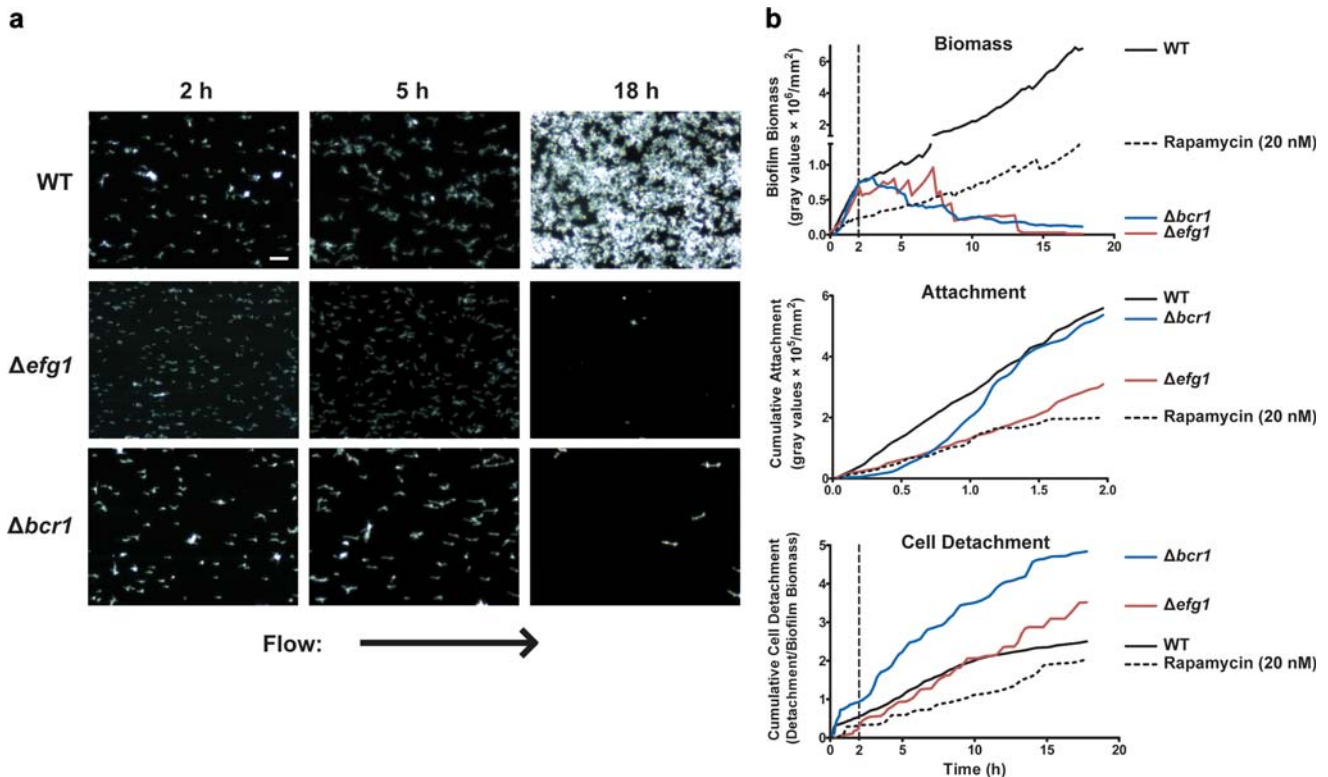 a
2 h 5 h 18 h
WT
Δefg1
Δbcr1
Flow:
b
Biomass
Biofilm Biomass
(gray values × 10⁶/mm²)
6
4
2
1.0
0.5
0.0
0 2 5 10 15 20
WT
Rapamycin (20 nM)
Δbcr1
Δefg1
Attachment
Cumulative Attachment
(gray values × 10⁵/mm²)
6
4
2
0
0.0 0.5 1.0 1.5 2.0
WT
Δbcr1
Δefg1
Rapamycin (20 nM)
Cell Detachment
Cumulative Cell Detachment
(Detachment/Biofilm Biomass)
5
4
3
2
1
0
0 2 5 10 15 20
Time (h)
Δbcr1
Δefg1
WT
Rapamycin (20 nM)